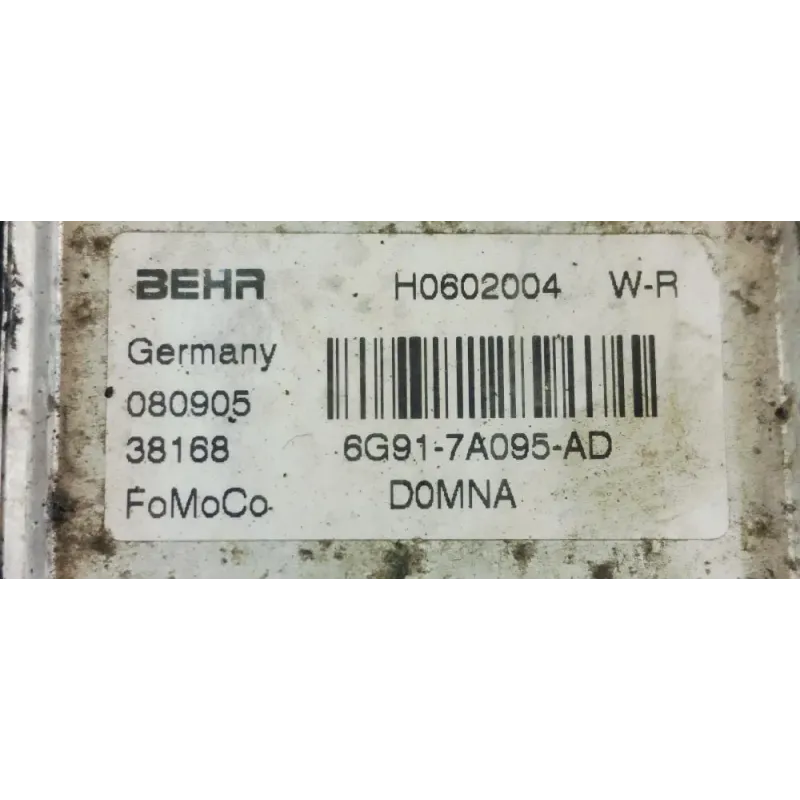 BEHR H0602004 W-R
Germany
080905
38168 6G91-7A095-AD
FoMoCo D0MNA